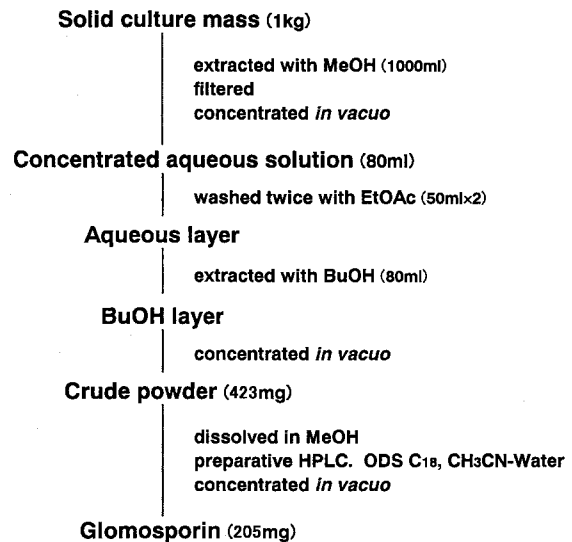 Solid culture mass (1kg)
extracted with MeOH (1000ml)
filtered
concentrated in vacuo
Concentrated aqueous solution (80ml)
washed twice with EtOAc (50ml×2)
Aqueous layer
extracted with BuOH (80ml)
BuOH layer
concentrated in vacuo
Crude powder (423mg)
dissolved in MeOH
preparative HPLC. ODS C18, CH3CN-Water
concentrated in vacuo
Glomosporin (205mg)